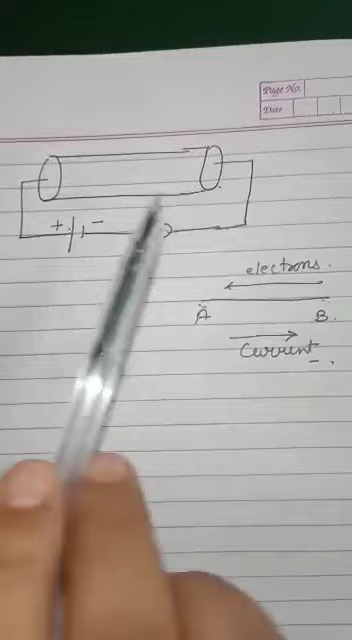 Page No.
Date
+ -
electrons.
A B.
Current